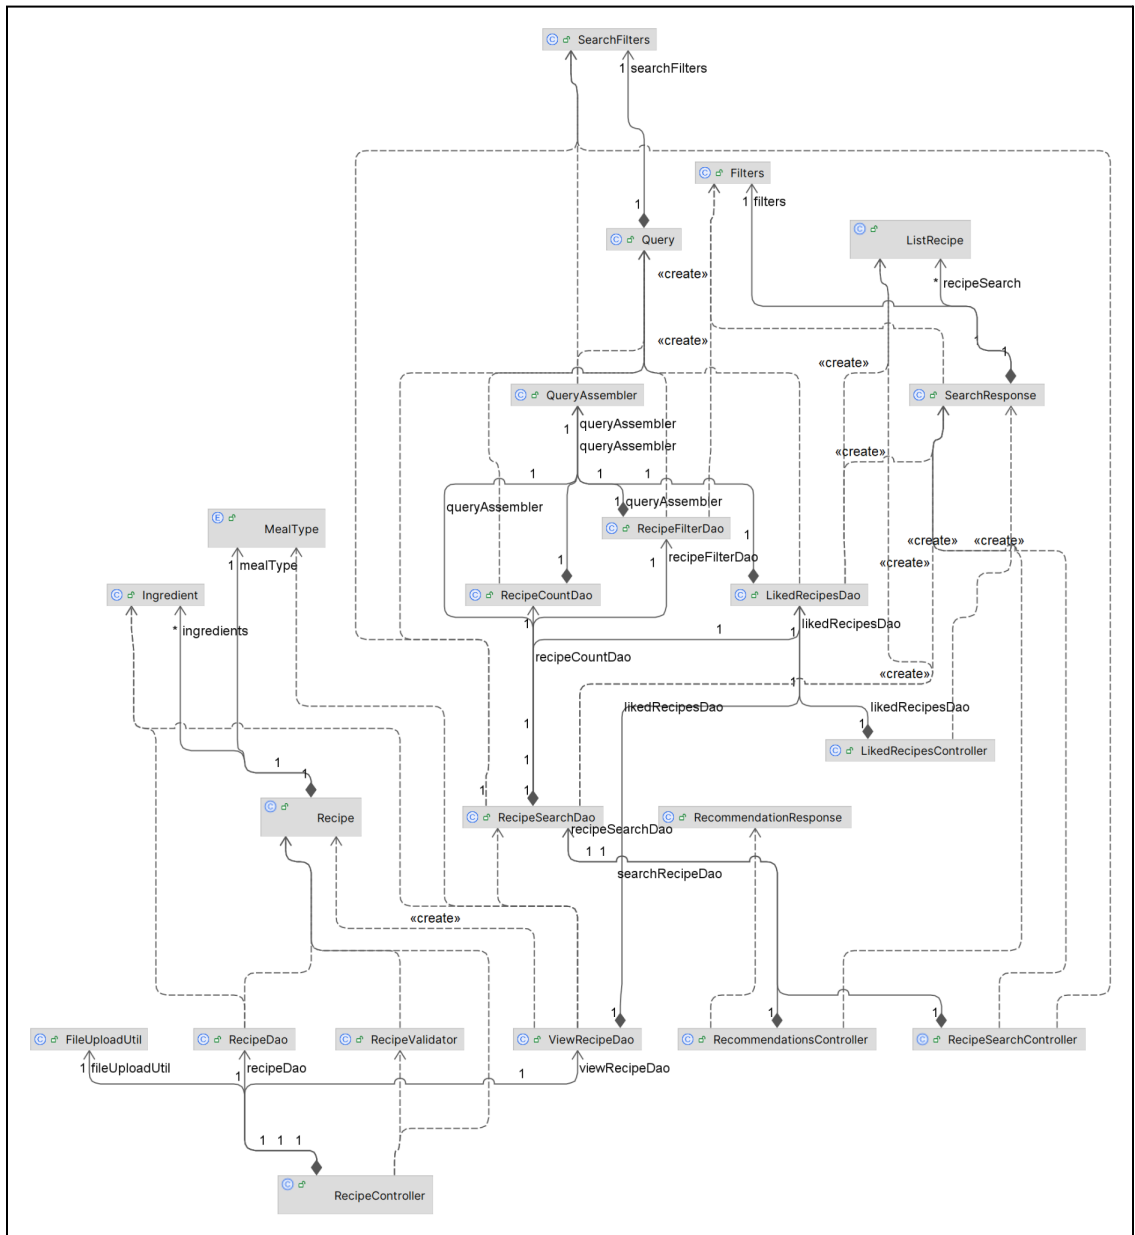 SearchFilters
1 searchFilters
Filters
1
1 filters
Query
ListRecipe
«create»
* recipeSearch
«create»
1
1
«create»
QueryAssembler
SearchResponse
queryAssembler
1
queryAssembler
«create»
1 1 1
queryAssembler
1 queryAssembler
MealType
RecipeFilterDao
«create» «create»
1 mealType
1 1 recipeFilterDao
1
«create»
Ingredient
RecipeCountDao
LikedRecipesDao
* ingredients
1 1 1 likedRecipesDao
recipeCountDao
«create»
1
likedRecipesDao
likedRecipesDao
1
1
LikedRecipesController
1
1
1
1 1
Recipe
RecipeSearchDao
RecommendationResponse
recipeSearchDao
1 1
searchRecipeDao
«create»
1 1 1
FileUploadUtil
RecipeDao
RecipeValidator
ViewRecipeDao
RecommendationsController
RecipeSearchController
1 fileUploadUtil
1 recipeDao
1
viewRecipeDao
1 1 1
RecipeController